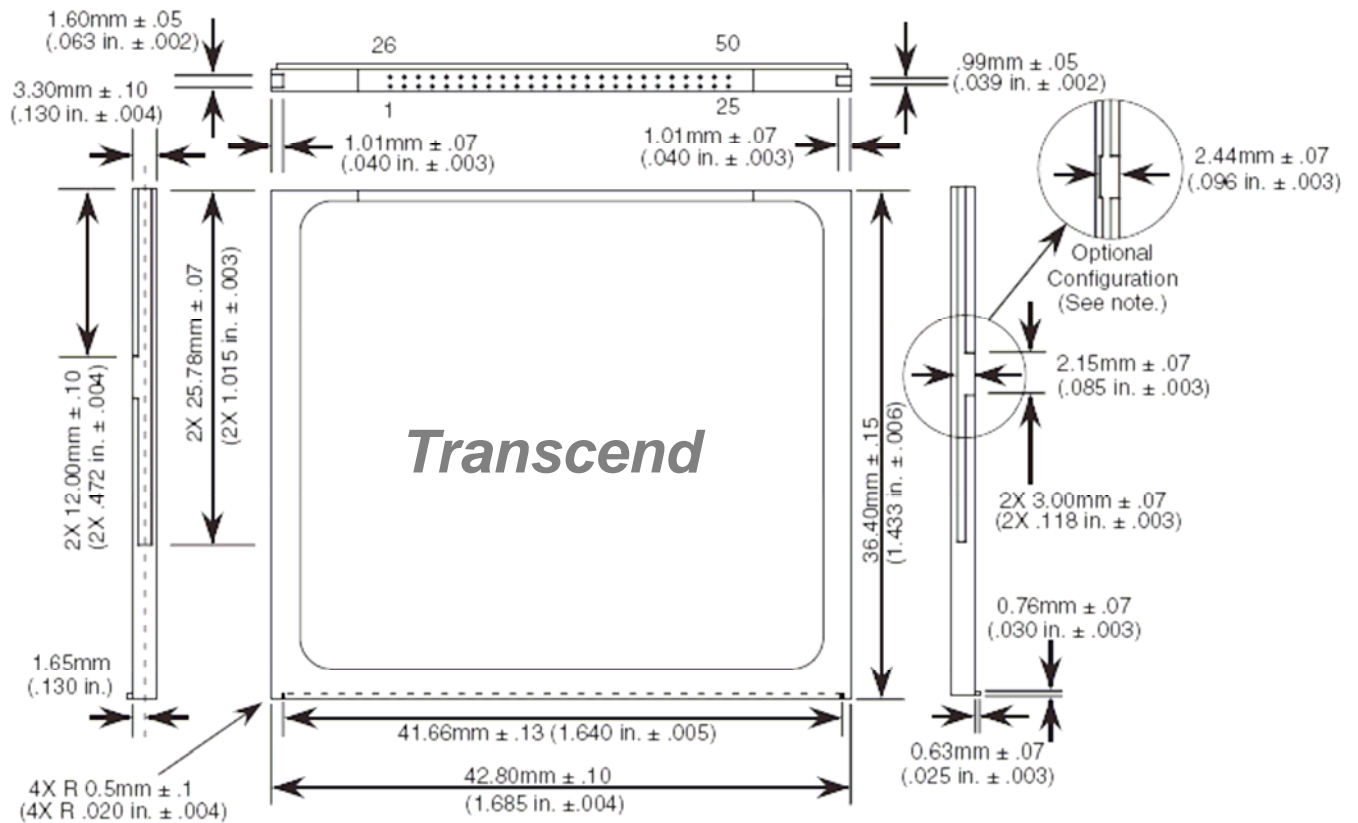 1.60mm ± .05
(.063 in. ± .002)
26
50
.99mm ± .05
(.039 in. ± .002)
3.30mm ± .10
(.130 in. ± .004)
1
25
1.01mm ± .07
(.040 in. ± .003)
1.01mm ± .07
(.040 in. ± .003)
2.44mm ± .07
(.096 in. ± .003)
Optional
Configuration
(See note.)
2X 12.00mm ± .10
(2X .472 in. ± .004)
2X 25.78mm ± .07
(2X 1.015 in. ± .003)
Transcend
36.40mm ± .15
(1.433 in. ± .006)
2.15mm ± .07
(.085 in. ± .003)
2X 3.00mm ± .07
(2X .118 in. ± .003)
0.76mm ± .07
(.030 in. ± .003)
1.65mm
(.130 in.)
41.66mm ± .13 (1.640 in. ± .005)
0.63mm ± .07
(.025 in. ± .003)
42.80mm ± .10
(1.685 in. ±.004)
4X R 0.5mm ± .1
(4X R .020 in. ± .004)